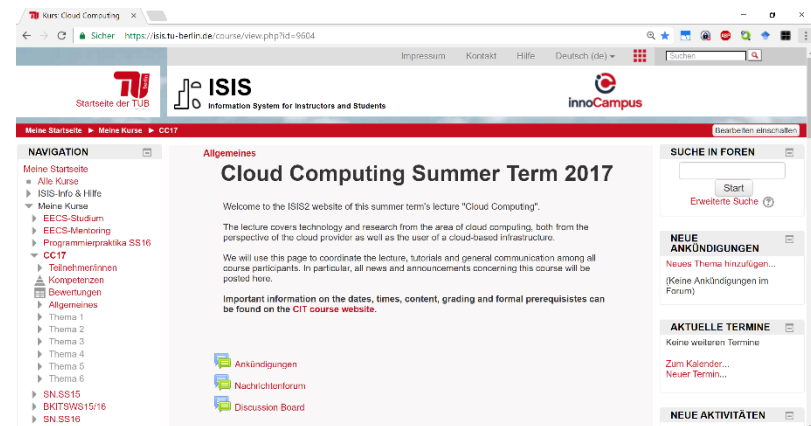 Kurs: Cloud Computing
Sicher https://isis.tu-berlin.de/course/view.php?id=9604
Impressum Kontakt Hilfe Deutsch (de)
Suchen
Startseite der TUB
ISIS
Information System for Instructors and Students
innoCampus
Meine Startseite ► Meine Kurse ► CC17
Bearbeiten einschalten
NAVIGATION
Meine Startseite
Alle Kurse
ISIS-Info & Hilfe
Meine Kurse
EECS-Studium
EECS-Mentoring
Programmierpraktika SS16
CC17
Teilnehmer/innen
Kompetenzen
Bewertungen
Allgemeines
Thema 1
Thema 2
Thema 3
Thema 4
Thema 5
Thema 6
SN.SS15
BKITSWS15/16
SN.SS16
Allgemeines
Cloud Computing Summer Term 2017
Welcome to the ISIS2 website of this summer term's lecture "Cloud Computing".
The lecture covers technology and research from the area of cloud computing, both from the
perspective of the cloud provider as well as the user of a cloud-based infrastructure.
We will use this page to coordinate the lecture, tutorials and general communication among all
course participants. In particular, all news and announcements concerning this course will be
posted here.
Important information on the dates, times, content, grading and formal prerequisistes can
be found on the CIT course website.
Ankündigungen
Nachrichtenforum
Discussion Board
SUCHE IN FOREN
Start
Erweiterte Suche
NEUE
ANKÜNDIGUNGEN
Neues Thema hinzufügen...
(Keine Ankündigungen im
Forum)
AKTUELLE TERMINE
Keine weiteren Termine
Zum Kalender...
Neuer Termin...
NEUE AKTIVITÄTEN